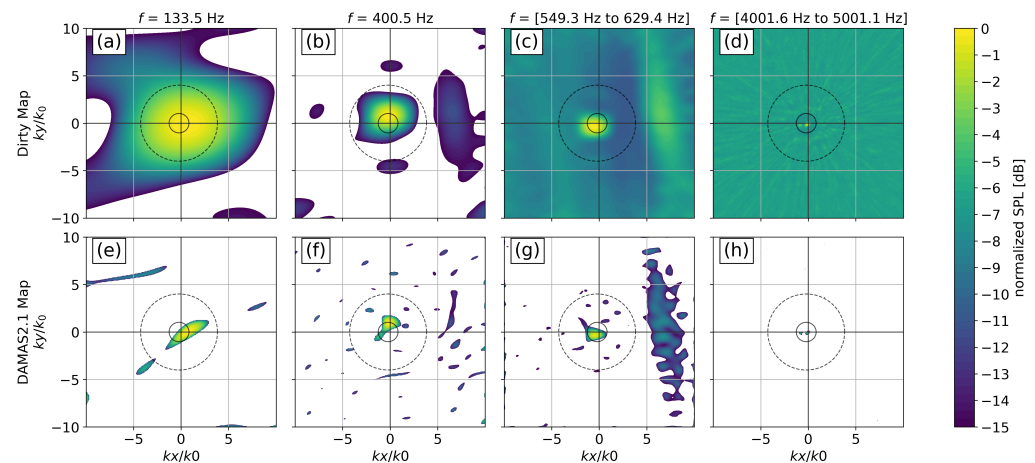 f = 133.5 Hz
f = 400.5 Hz
f = [549.3 Hz to 629.4 Hz]
f = [4001.6 Hz to 5001.1 Hz]
(a)
(b)
(c)
(d)
10
5
0
−5
−10
Dirty Map
ky/k₀
−5 0 5
(e)
(f)
(g)
(h)
10
5
0
−5
−10
DAMAS2.1 Map
ky/k₀
−5 0 5
−5 0 5
−5 0 5
−5 0 5
kx/k0
kx/k0
kx/k0
kx/k0
0
−1
−2
−3
−4
−5
−6
−7
−8
−9
−10
−11
−12
−13
−14
−15
normalized SPL [dB]